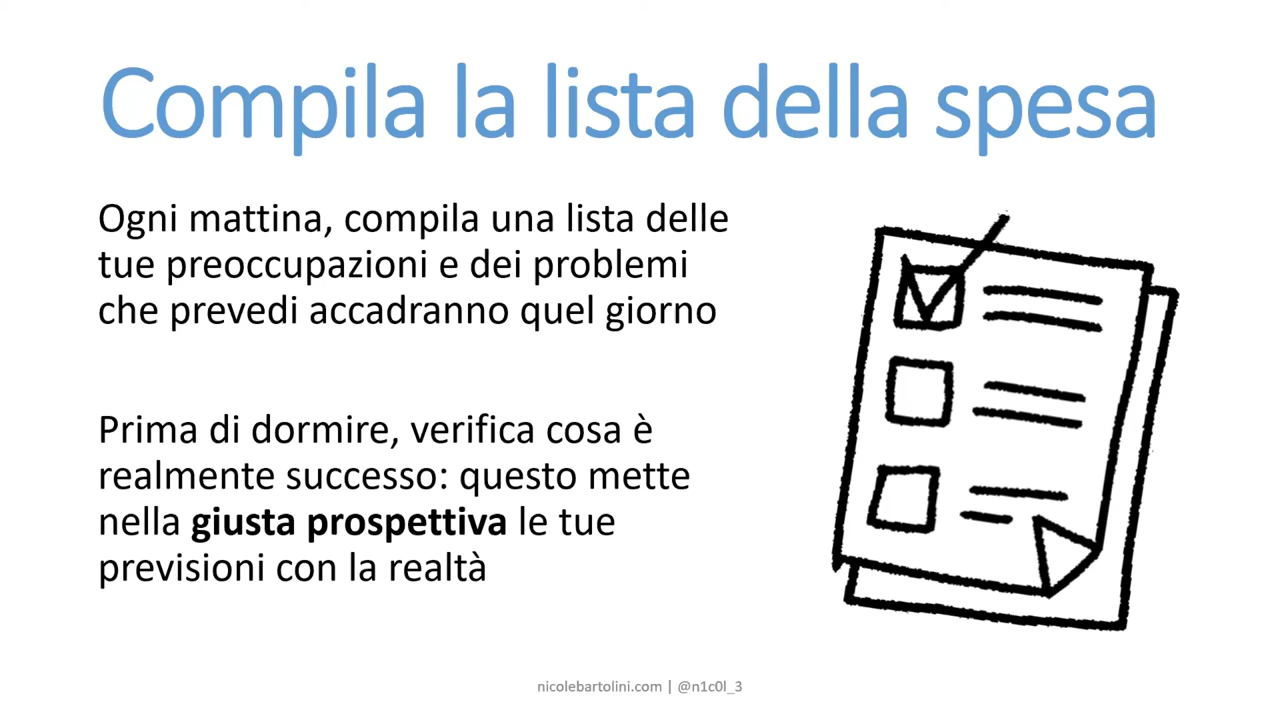 Compila la lista della spesa
Ogni mattina, compila una lista delle
tue preoccupazioni e dei problemi
che prevedi accadranno quel giorno
Prima di dormire, verifica cosa è
realmente successo: questo mette
nella giusta prospettiva le tue
previsioni con la realtà
nicolebartolini.com | @n1c0l_3